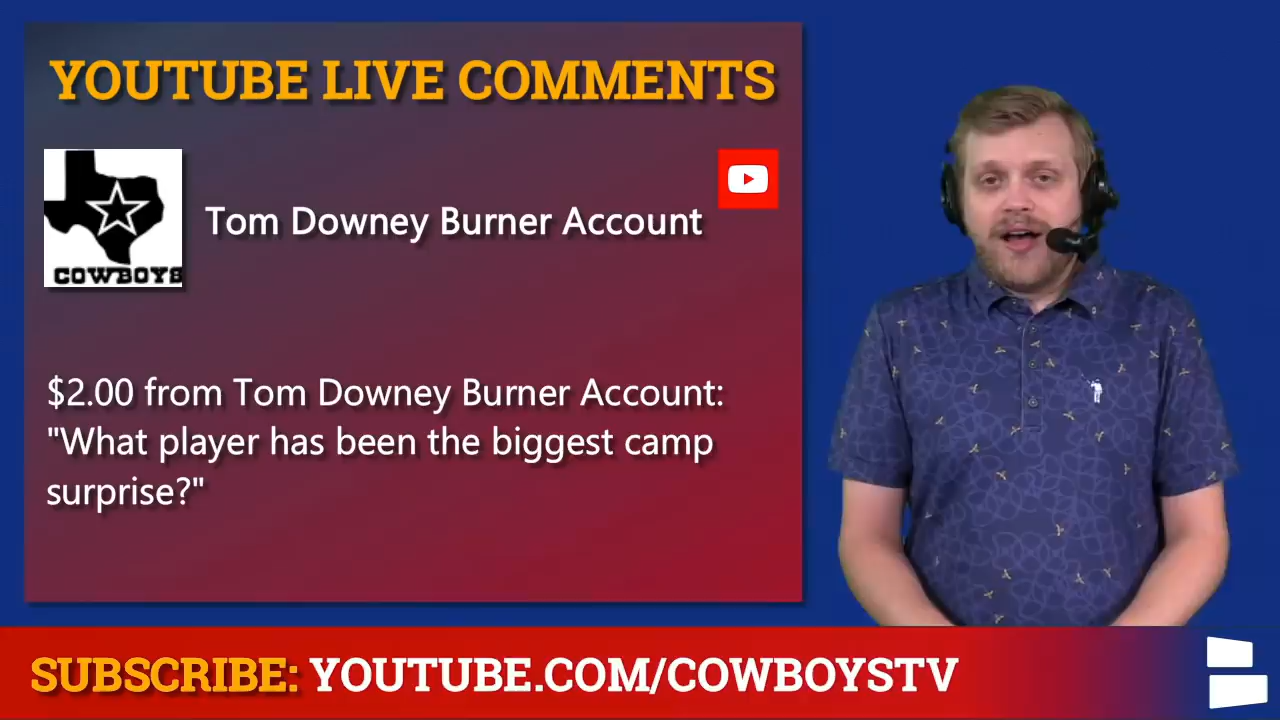 YOUTUBE LIVE COMMENTS
COWBOYS
Tom Downey Burner Account
$2.00 from Tom Downey Burner Account:
"What player has been the biggest camp
surprise?"
SUBSCRIBE: YOUTUBE.COM/COWBOYSTV